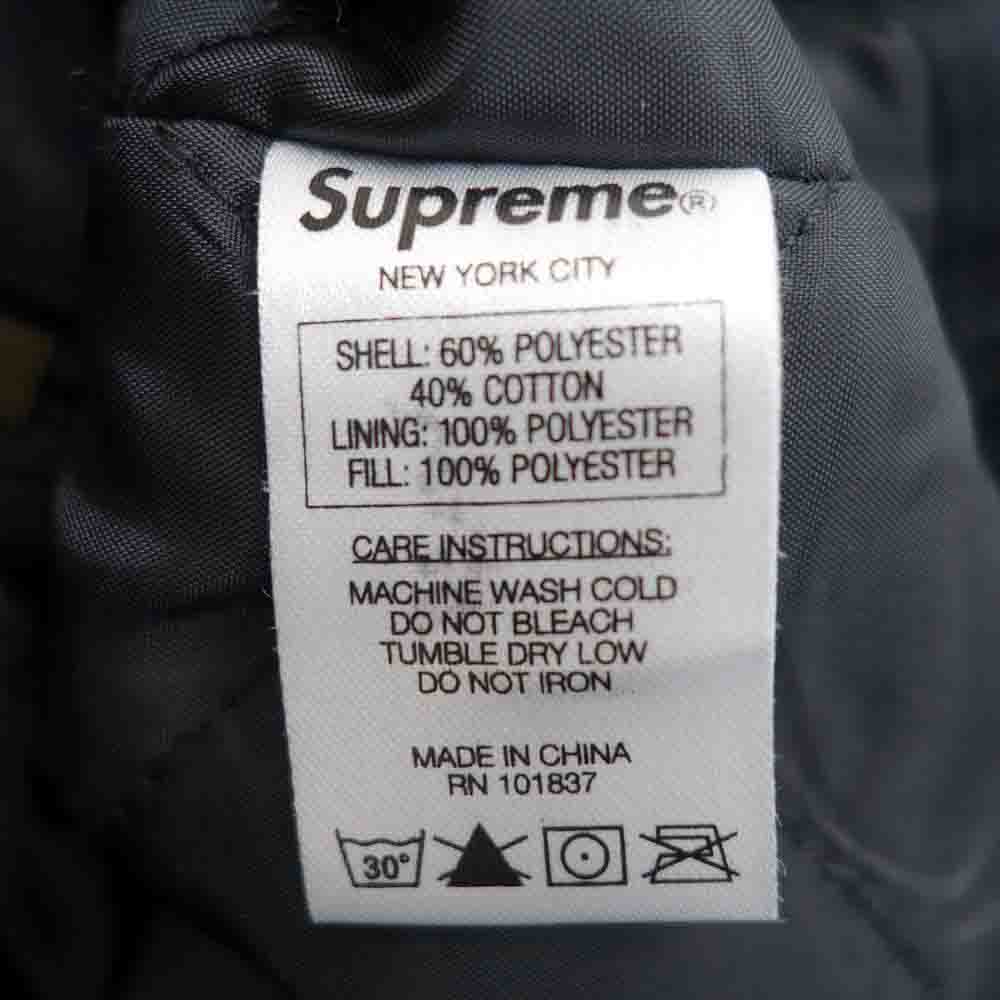 Supreme®
NEW YORK CITY
SHELL: 60% POLYESTER
40% COTTON
LINING: 100% POLYESTER
FILL: 100% POLYESTER
CARE INSTRUCTIONS:
MACHINE WASH COLD
DO NOT BLEACH
TUMBLE DRY LOW
DO NOT IRON
MADE IN CHINA
RN 101837
30°